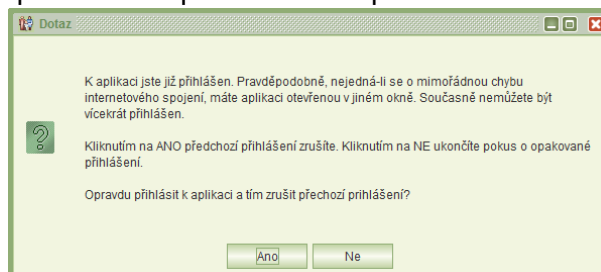 Dotaz
K aplikaci jste již přihlášen. Pravděpodobně, nejedná-li se o mimořádnou chybu
internetového spojení, máte aplikaci otevřenou v jiném okně. Současně nemůžete být
vícekrát přihlášen.
Kliknutím na ANO předchozí přihlášení zrušíte. Kliknutím na NE ukončíte pokus o opakované
přihlášení.
Opravdu přihlásit k aplikaci a tím zrušit přechozí prihlášení?
Ano Ne